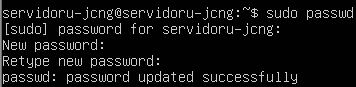 servidoru-jcng@servidoru-jcng:~$ sudo passwd
[sudo] password for servidoru-jcng:
New password:
Retype new password:
passwd: password updated successfully